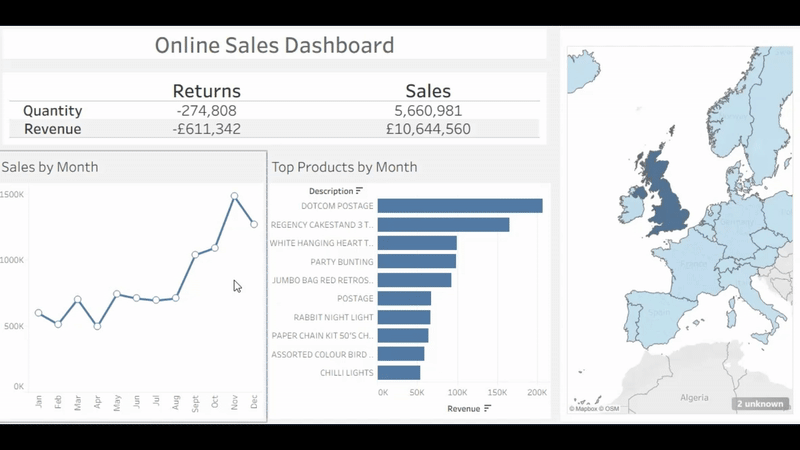 Online Sales Dashboard
Returns Sales
Quantity -274,808 5,660,981
Revenue -£611,342 £10,644,560
Sales by Month
1500K
1000K
500K
0K
Jan Feb Mar Apr May Jun Jul Aug Sept Oct Nov Dec
Top Products by Month
Description
DOTCOM POSTAGE
REGENCY CAKESTAND 3 T...
WHITE HANGING HEART T...
PARTY BUNTING
JUMBO BAG RED RETROS...
POSTAGE
RABBIT NIGHT LIGHT
PAPER CHAIN KIT 50'S CH...
ASSORTED COLOUR BIRD ...
CHILLI LIGHTS
0K 50K 100K 150K 200K
Revenue
Algeria
© Mapbox © OSM
2 unknown